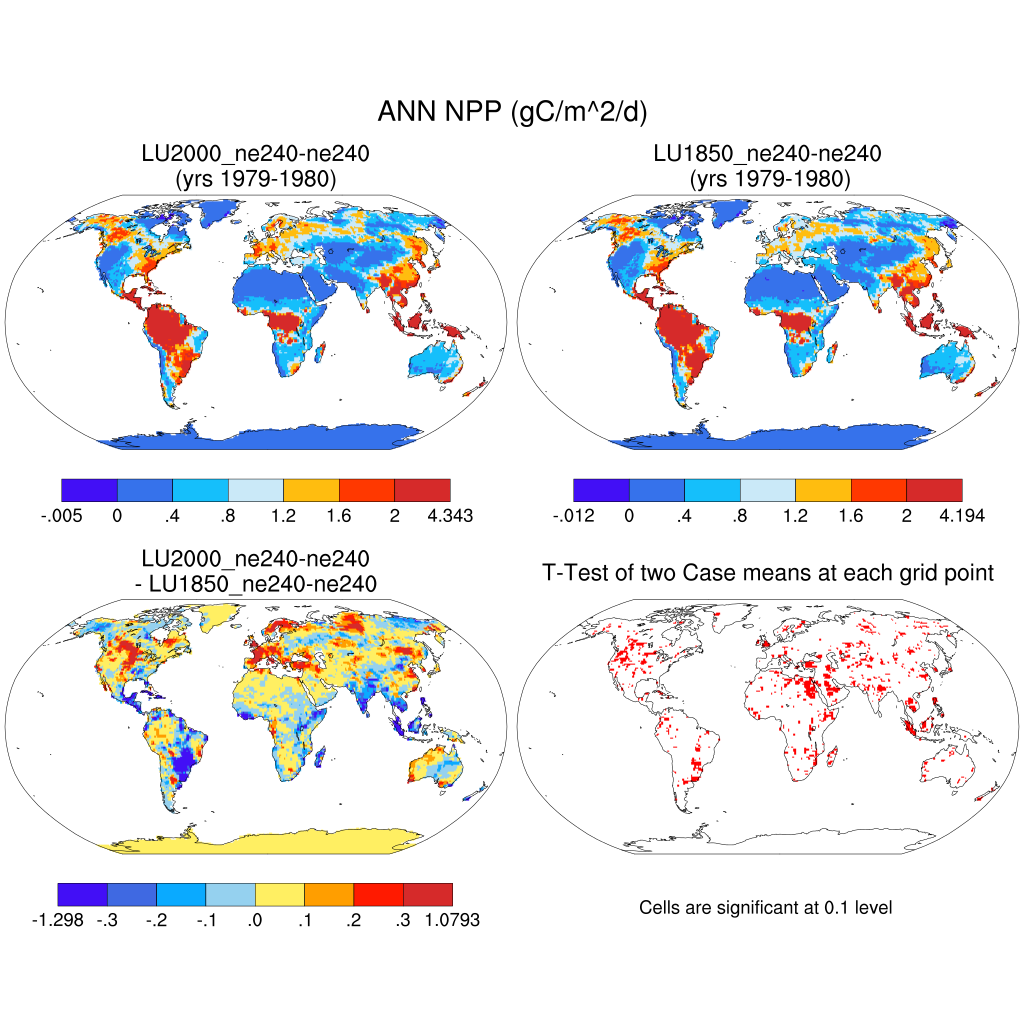 ANN NPP (gC/m^2/d)
LU2000_ne240-ne240
(yrs 1979-1980)
LU1850_ne240-ne240
(yrs 1979-1980)
-.005 0 .4 .8 1.2 1.6 2 4.343
-.012 0 .4 .8 1.2 1.6 2 4.194
LU2000_ne240-ne240
- LU1850_ne240-ne240
T-Test of two Case means at each grid point
-1.298 -.3 -.2 -.1 .0 .1 .2 .3 1.0793
Cells are significant at 0.1 level